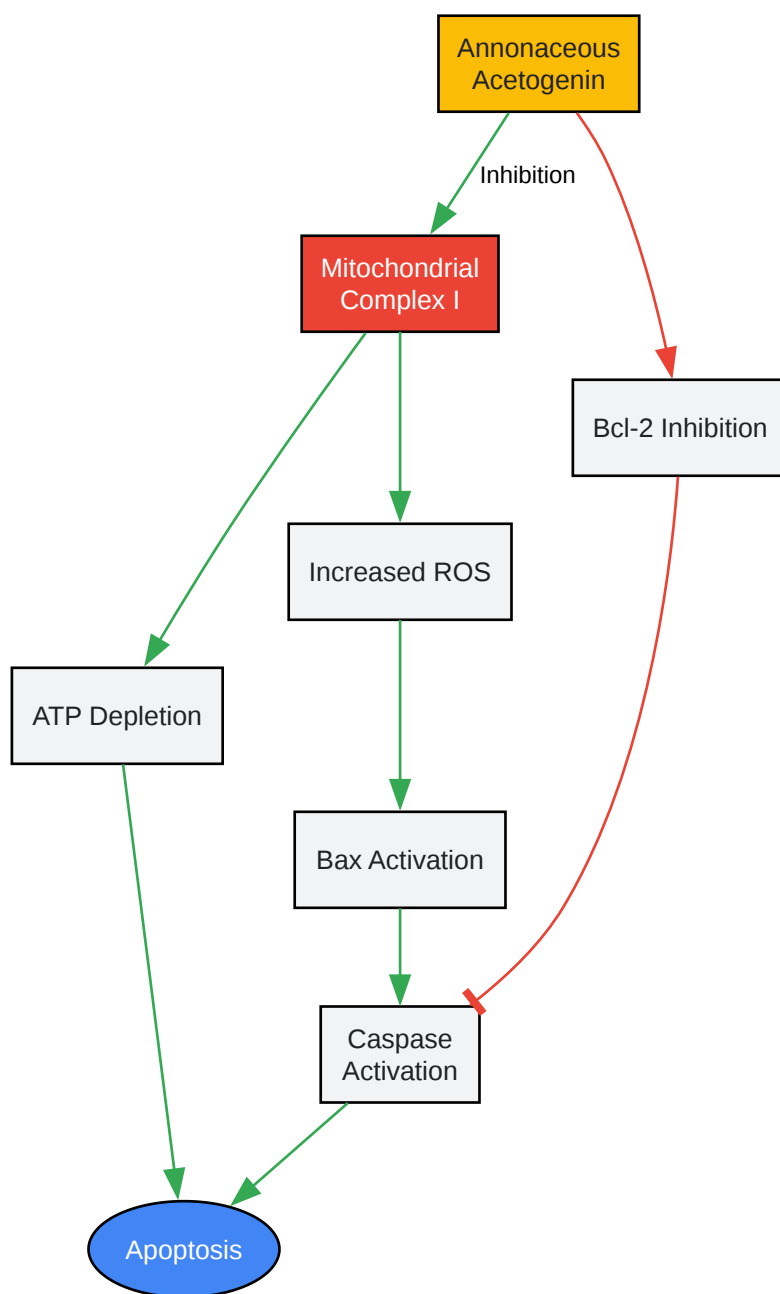 Annonaceous
Acetogenin
Inhibition
Mitochondrial
Complex I
Bcl-2 Inhibition
Increased ROS
ATP Depletion
Bax Activation
Caspase
Activation
Apoptosis